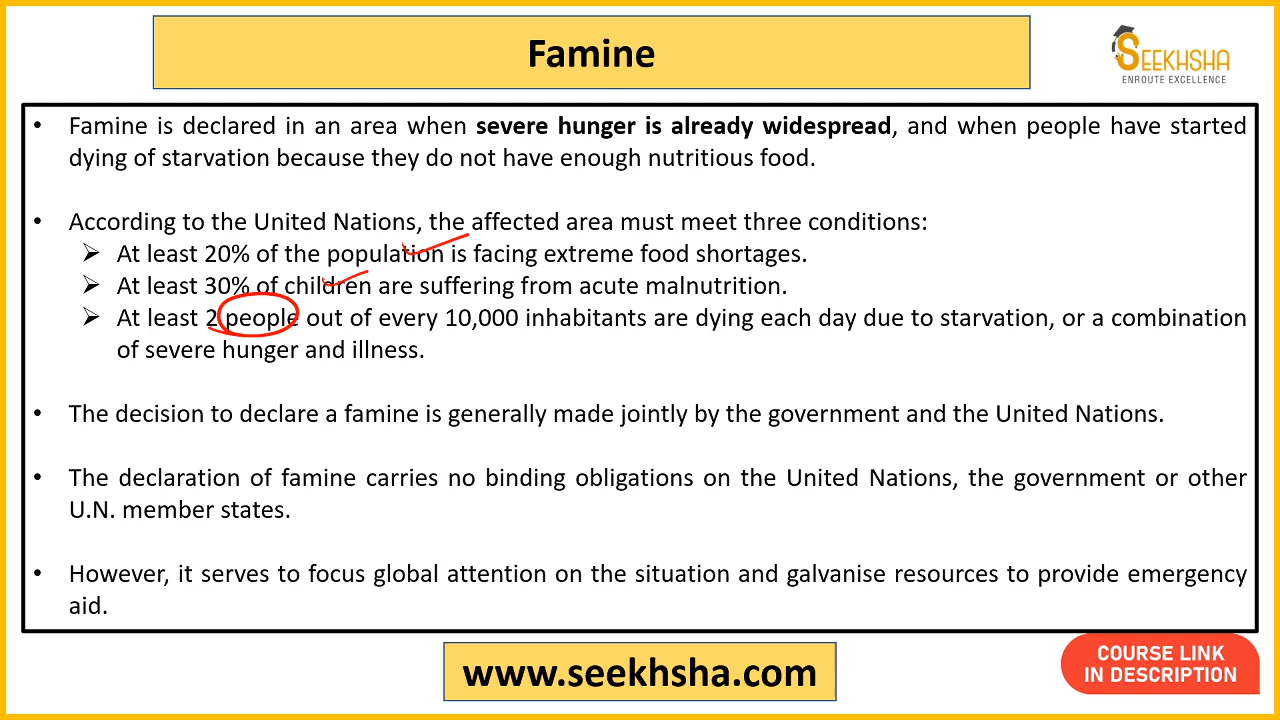 Famine
SEEKHSHA
ENROUTE EXCELLENCE
• Famine is declared in an area when severe hunger is already widespread, and when people have started
dying of starvation because they do not have enough nutritious food.
• According to the United Nations, the affected area must meet three conditions:
➢ At least 20% of the population is facing extreme food shortages.
➢ At least 30% of children are suffering from acute malnutrition.
➢ At least 2 people out of every 10,000 inhabitants are dying each day due to starvation, or a combination
of severe hunger and illness.
• The decision to declare a famine is generally made jointly by the government and the United Nations.
• The declaration of famine carries no binding obligations on the United Nations, the government or other
U.N. member states.
• However, it serves to focus global attention on the situation and galvanise resources to provide emergency
aid.
www.seekhsha.com
COURSE LINK
IN DESCRIPTION